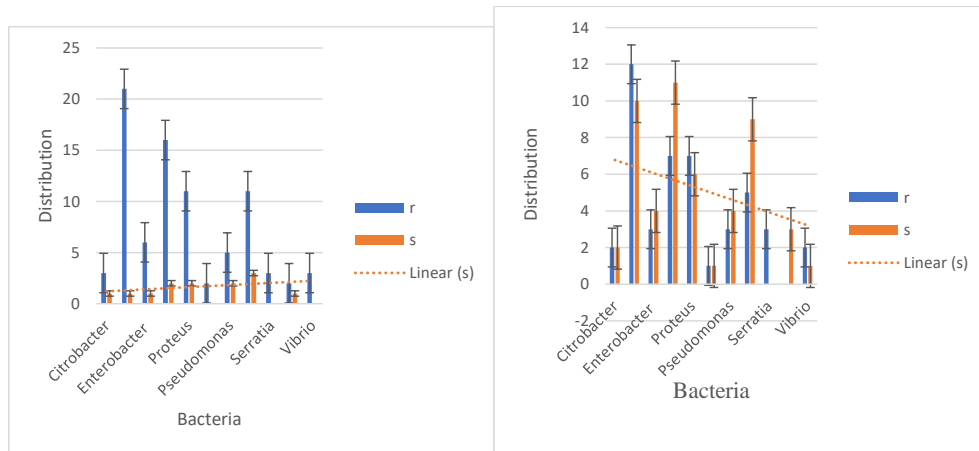 25
20
15
10
5
0
Distribution
Citrobacter
Enterobacter
Proteus
Pseudomonas
Serratia
Vibrio
Bacteria
r
s
Linear (s)
14
12
10
8
6
4
2
0
-2
Distribution
Citrobacter
Enterobacter
Proteus
Pseudomonas
Serratia
Vibrio
Bacteria
r
s
Linear (s)